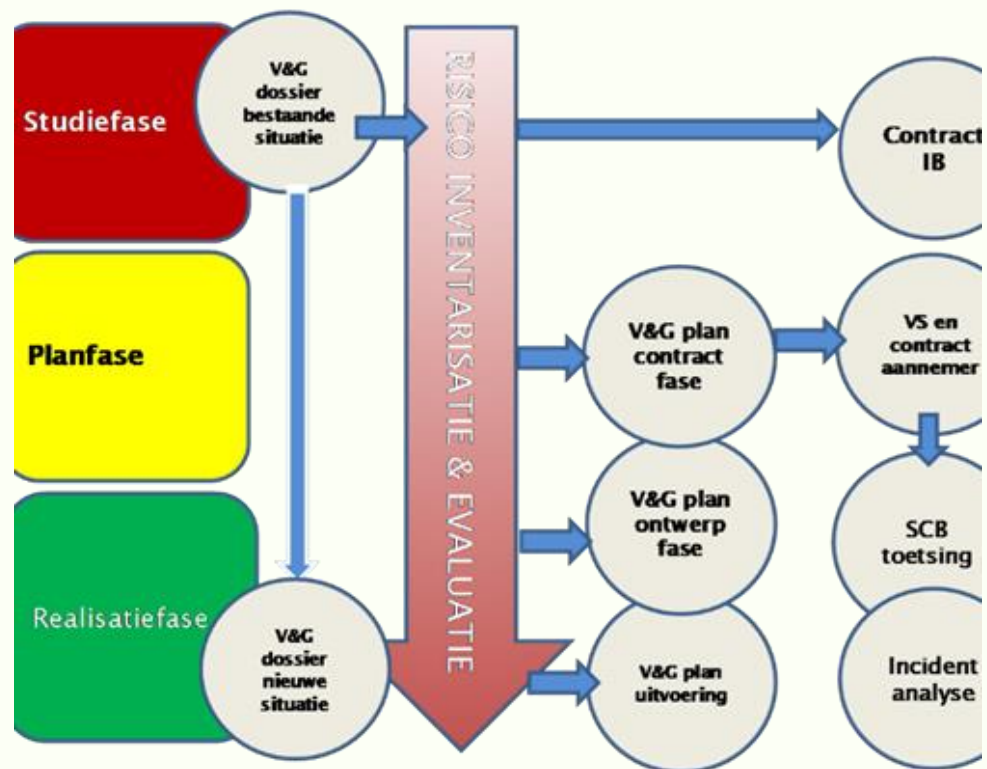 Studiefase
V&G
dossier
bestaande
situatie
RISICO INVENTARISATIE & EVALUATIE
Contract
IB
Planfase
V&G plan
contract
fase
VS en
contract
aannemer
V&G plan
ontwerp
fase
SCB
toetsing
Realisatiefase
V&G
dossier
nieuwe
situatie
V&G plan
uitvoering
Incident
analyse